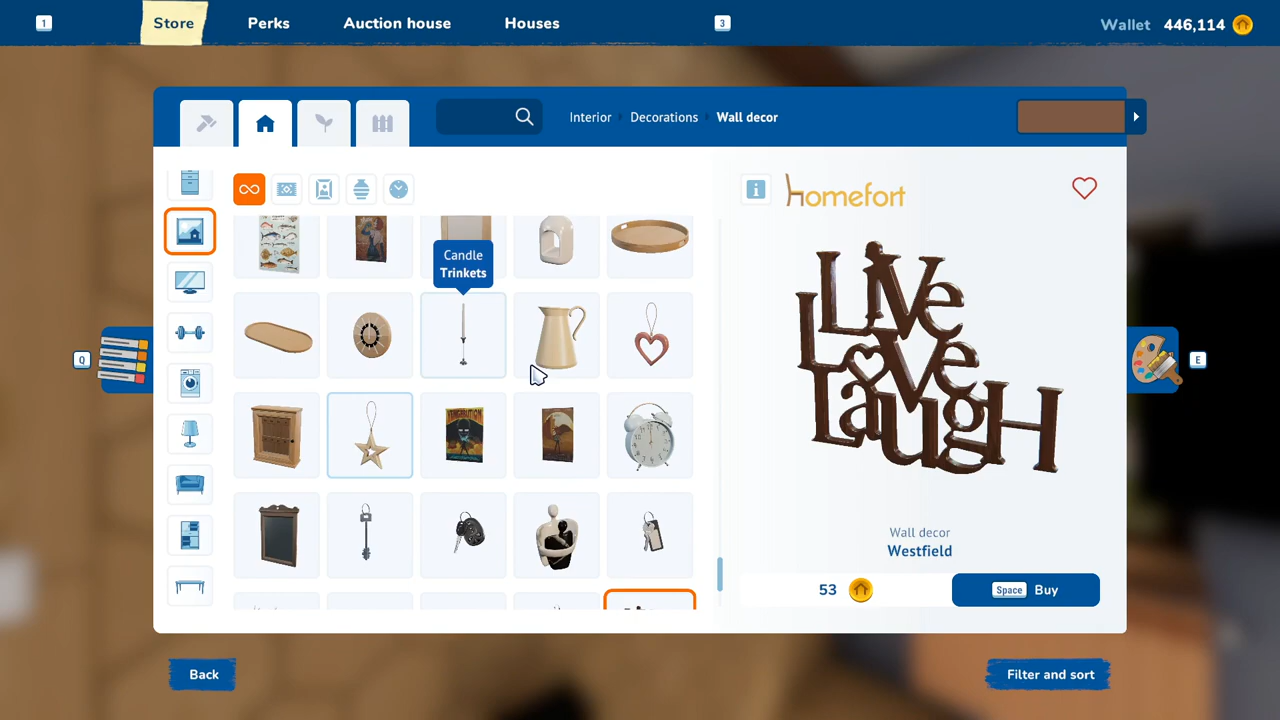 1
Store
Perks
Auction house
Houses
3
Wallet 446,114
Interior Decorations Wall decor
homefort
Candle
Trinkets
LIVE
LOVE
LaugH
Q
E
Wall decor
Westfield
53
Space Buy
Back
Filter and sort